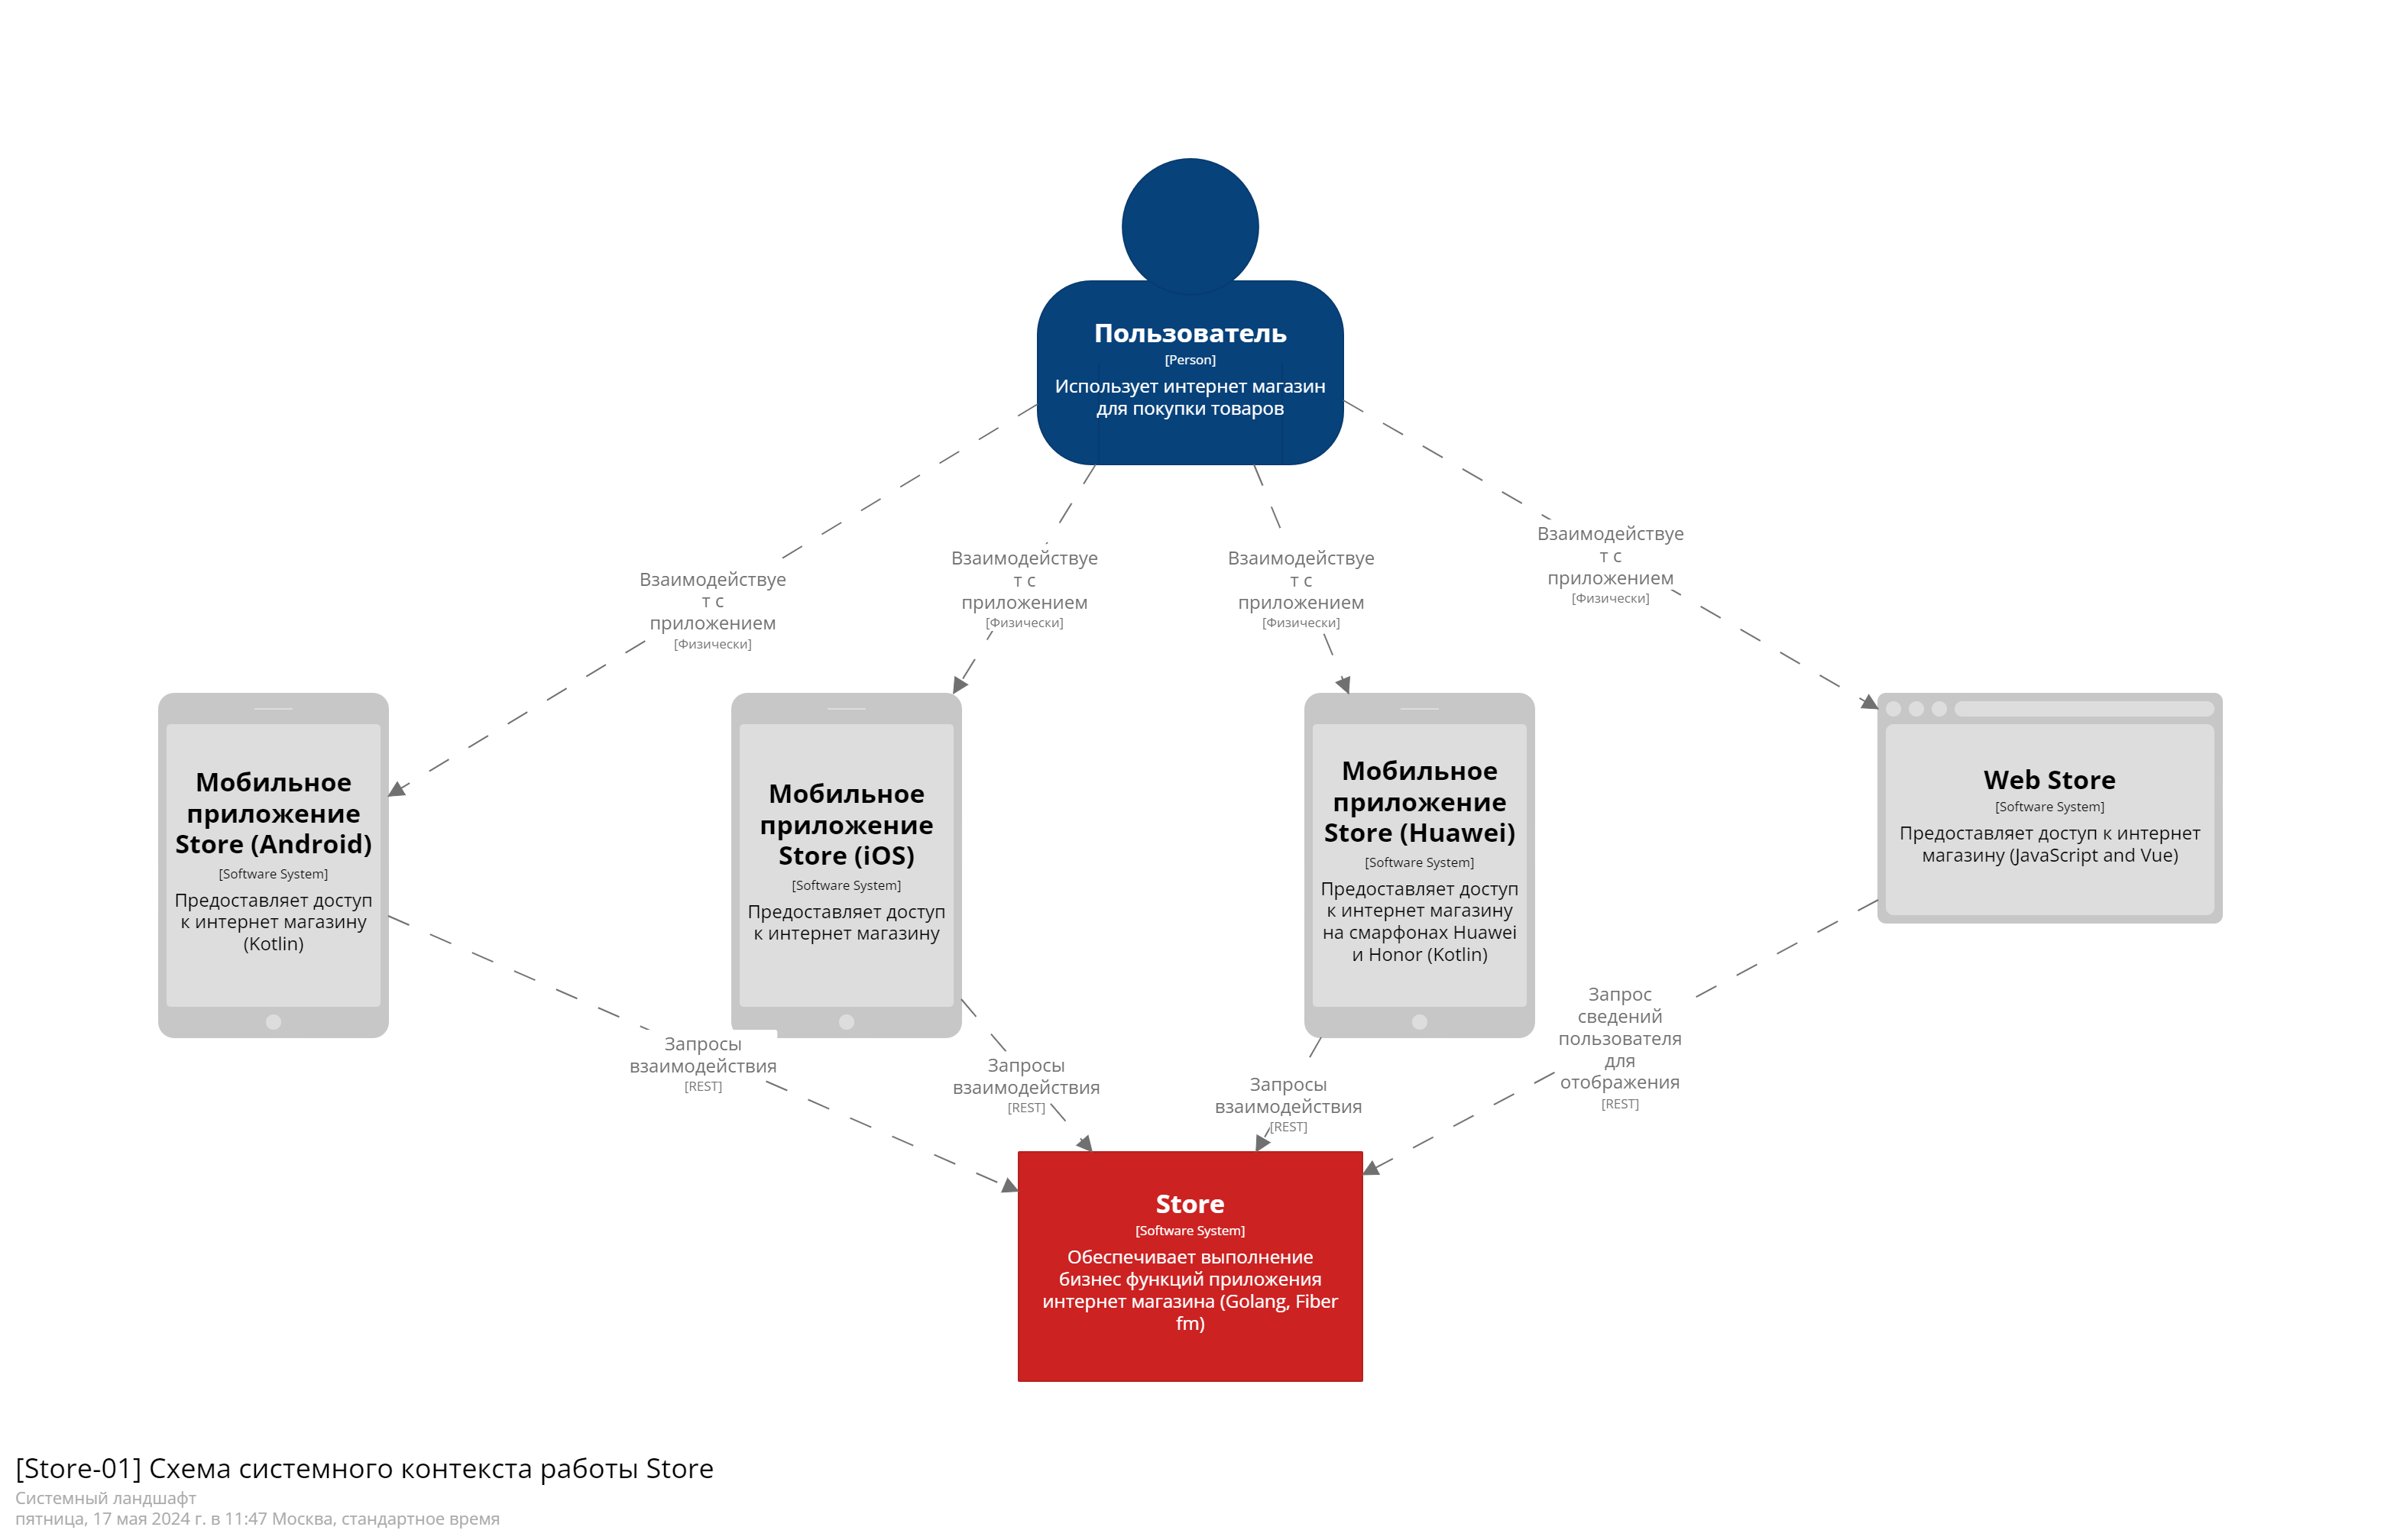 Пользователь
[Person]
Использует интернет магазин
для покупки товаров
Взаимодействуе
т с
приложением
[Физически]
Взаимодействуе
т с
приложением
[Физически]
Взаимодействуе
т с
приложением
[Физически]
Взаимодействуе
т с
приложением
[Физически]
Мобильное
приложение
Store (Android)
[Software System]
Предоставляет доступ
к интернет магазину
(Kotlin)
Мобильное
приложение
Store (iOS)
[Software System]
Предоставляет доступ
к интернет магазину
Мобильное
приложение
Store (Huawei)
[Software System]
Предоставляет доступ
к интернет магазину
на смарфонах Huawei
и Honor (Kotlin)
Web Store
[Software System]
Предоставляет доступ к интернет
магазину (JavaScript and Vue)
Запросы
взаимодействия
[REST]
Запросы
взаимодействия
[REST]
Запросы
взаимодействия
[REST]
Запрос
сведений
пользователя
для
отображения
[REST]
Store
[Software System]
Обеспечивает выполнение
бизнес функций приложения
интернет магазина (Golang, Fiber
fm)
[Store-01] Схема системного контекста работы Store
Системный ландшафт
пятница, 17 мая 2024 г. в 11:47 Москва, стандартное время